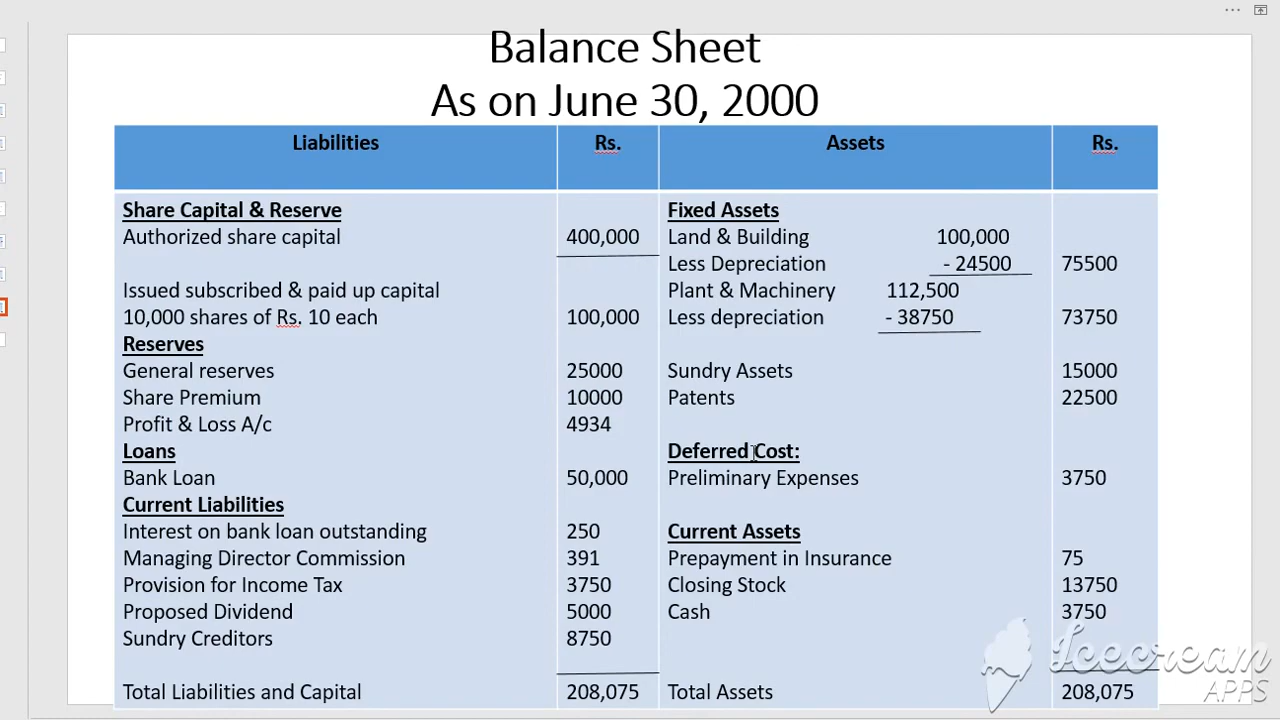 Balance Sheet
As on June 30, 2000
Liabilities Rs. Assets Rs.
Share Capital & Reserve Fixed Assets
Authorized share capital 400,000 Land & Building 100,000
Less Depreciation - 24500 75500
Issued subscribed & paid up capital Plant & Machinery 112,500
10,000 shares of Rs. 10 each 100,000 Less depreciation - 38750 73750
Reserves
General reserves 25000 Sundry Assets 15000
Share Premium 10000 Patents 22500
Profit & Loss A/c 4934
Loans Deferred Cost:
Bank Loan 50,000 Preliminary Expenses 3750
Current Liabilities
Interest on bank loan outstanding 250 Current Assets
Managing Director Commission 391 Prepayment in Insurance 75
Provision for Income Tax 3750 Closing Stock 13750
Proposed Dividend 5000 Cash 3750
Sundry Creditors 8750
Total Liabilities and Capital 208,075 Total Assets 208,075
Icecream
APPS